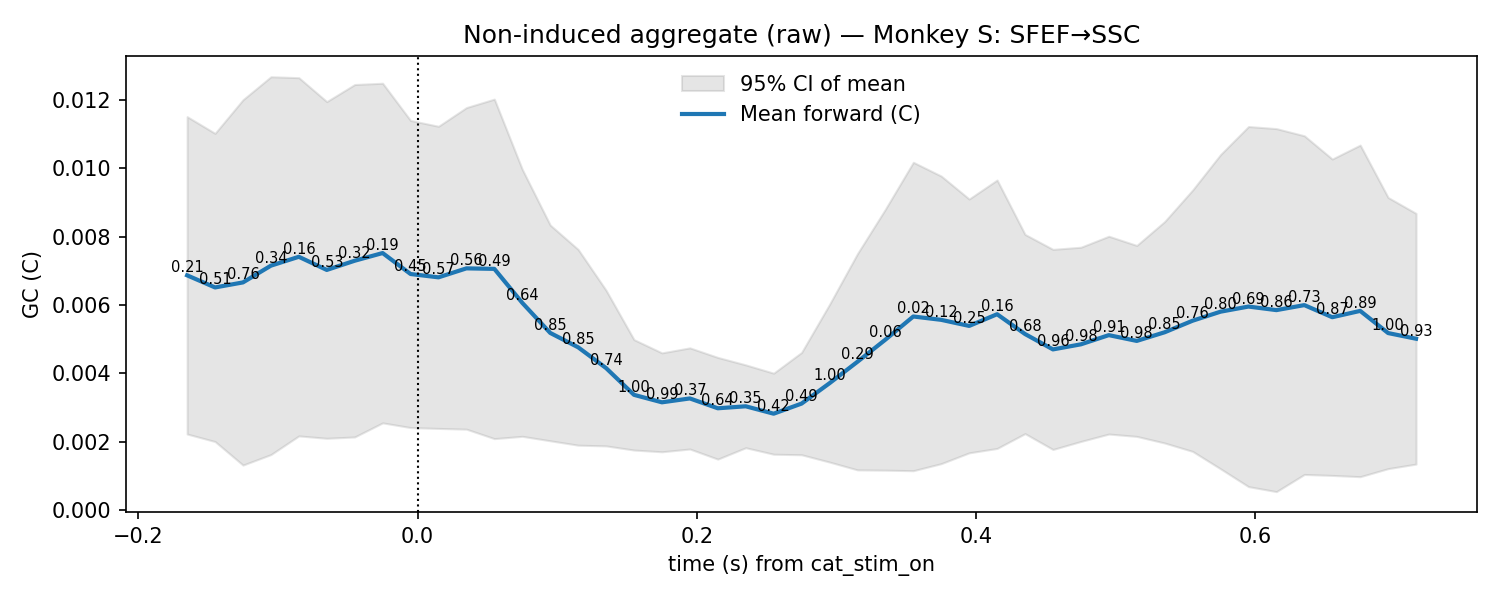 Non-induced aggregate (raw) — Monkey S: SFEF→SSC
95% CI of mean
Mean forward (C)
GC (C)
0.012
0.010
0.008
0.006
0.004
0.002
0.000
0.21 0.51 0.76 0.34 0.16 0.53 0.32 0.19 0.45 0.57 0.56 0.49 0.64 0.85 0.85 0.74 1.00 0.99 0.37 0.64 0.35 0.42 0.49 1.00 0.29 0.06 0.02 0.12 0.25 0.16 0.68 0.96 0.98 0.91 0.98 0.85 0.76 0.80 0.69 0.86 0.73 0.87 0.89 1.00 0.93
−0.2 0.0 0.2 0.4 0.6
time (s) from cat_stim_on